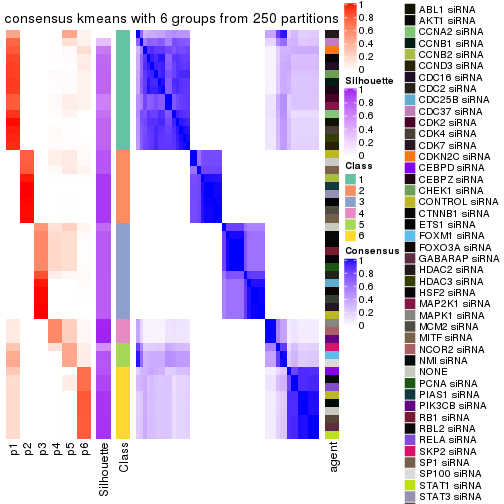 consensus kmeans with 6 groups from 250 partitions
p1
p2
p3
p4
p5
p6
Silhouette
Class
agent
1
0.8
0.6
0.4
0.2
0
Silhouette
1
0.8
0.6
0.4
0.2
0
Class
1
2
3
4
5
6
Consensus
1
0.8
0.6
0.4
0.2
0
ABL1 siRNA
AKT1 siRNA
CCNA2 siRNA
CCNB1 siRNA
CCNB2 siRNA
CCND3 siRNA
CDC16 siRNA
CDC2 siRNA
CDC25B siRNA
CDC37 siRNA
CDK2 siRNA
CDK4 siRNA
CDK7 siRNA
CDKN2C siRNA
CEBPD siRNA
CEBPZ siRNA
CHEK1 siRNA
CONTROL siRNA
CTNNB1 siRNA
ETS1 siRNA
FOXM1 siRNA
FOXO3A siRNA
GABARAP siRNA
HDAC2 siRNA
HDAC3 siRNA
HSF2 siRNA
MAP2K1 siRNA
MAPK1 siRNA
MCM2 siRNA
MITF siRNA
NCOR2 siRNA
NMI siRNA
NONE
PCNA siRNA
PIAS1 siRNA
PIK3CB siRNA
RB1 siRNA
RBL2 siRNA
RELA siRNA
SKP2 siRNA
SP1 siRNA
SP100 siRNA
STAT1 siRNA
STAT3 siRNA